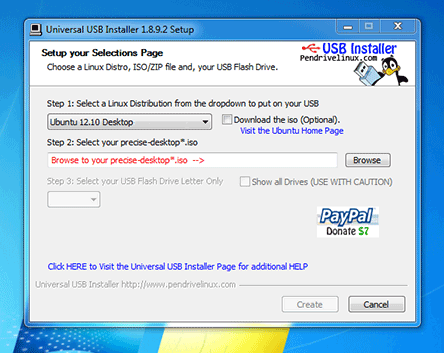 Universal USB Installer 1.8.9.2 Setup
Setup your Selections Page
Choose a Linux Distro, ISO/ZIP file and, your USB Flash Drive.
USB Installer
Pendrivelinux.com
Step 1: Select a Linux Distribution from the dropdown to put on your USB
Ubuntu 12.10 Desktop
Download the iso (Optional).
Visit the Ubuntu Home Page
Step 2: Select your precise-desktop*.iso
Browse to your precise-desktop*.iso -->
Browse
Step 3: Select your USB Flash Drive Letter Only
Show all Drives (USE WITH CAUTION)
PayPal
Donate $7
Click HERE to Visit the Universal USB Installer Page for additional HELP
Universal USB Installer http://www.pendrivelinux.com
Create
Cancel